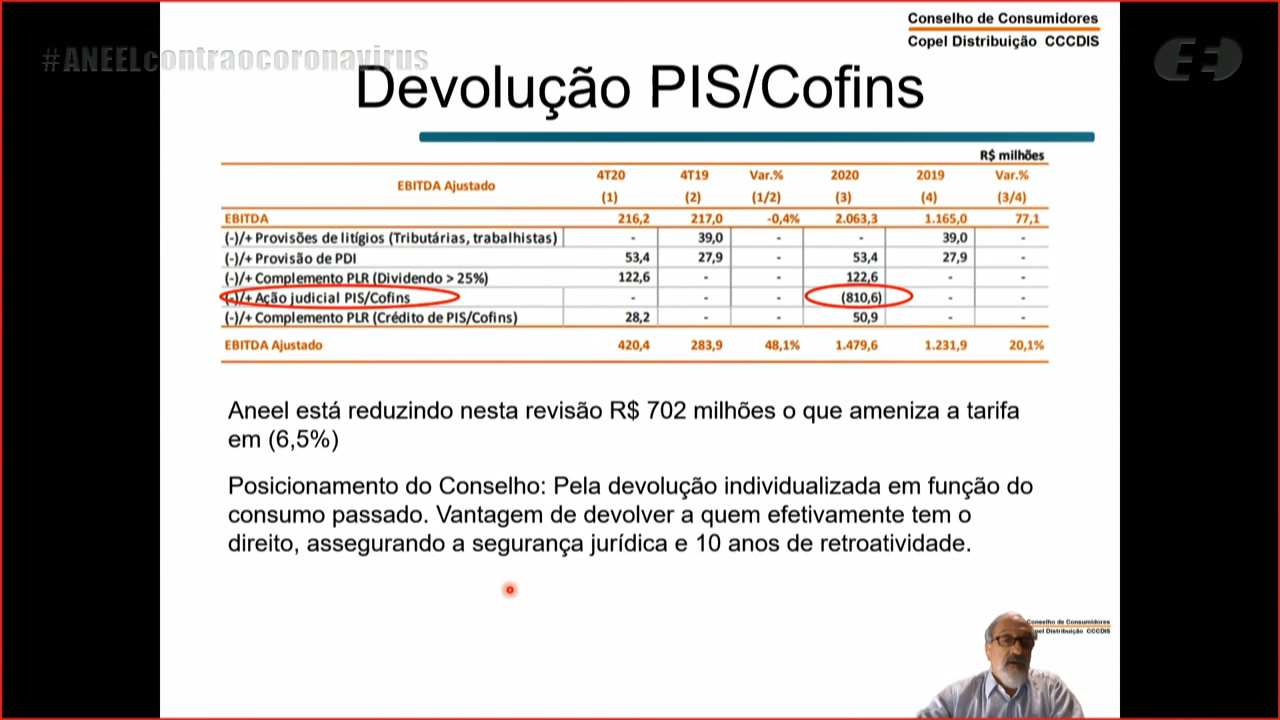 Conselho de Consumidores
Copel Distribuição CCCDIS
#ANEELcontraocoronavirus
Devolução PIS/Cofins
R$ milhões
EBITDA Ajustado 4T20 4T19 Var.% 2020 2019 Var.%
(1) (2) (1/2) (3) (4) (3/4)
EBITDA 216,2 217,0 -0,4% 2.063,3 1.165,0 77,1
(-)/+ Provisões de litígios (Tributárias, trabalhistas) - 39,0 - - 39,0 -
(-)/+ Provisão de PDI 53,4 27,9 - 53,4 27,9 -
(-)/+ Complemento PLR (Dividendo > 25%) 122,6 - - 122,6 - -
(-)/+ Ação judicial PIS/Cofins - - - (810,6) - -
(-)/+ Complemento PLR (Crédito de PIS/Cofins) 28,2 - - 50,9 - -
EBITDA Ajustado 420,4 283,9 48,1% 1.479,6 1.231,9 20,1%
Aneel está reduzindo nesta revisão R$ 702 milhões o que ameniza a tarifa
em (6,5%)
Posicionamento do Conselho: Pela devolução individualizada em função do
consumo passado. Vantagem de devolver a quem efetivamente tem o
direito, assegurando a segurança jurídica e 10 anos de retroatividade.
Conselho de Consumidores
Distribuição CCCDIS